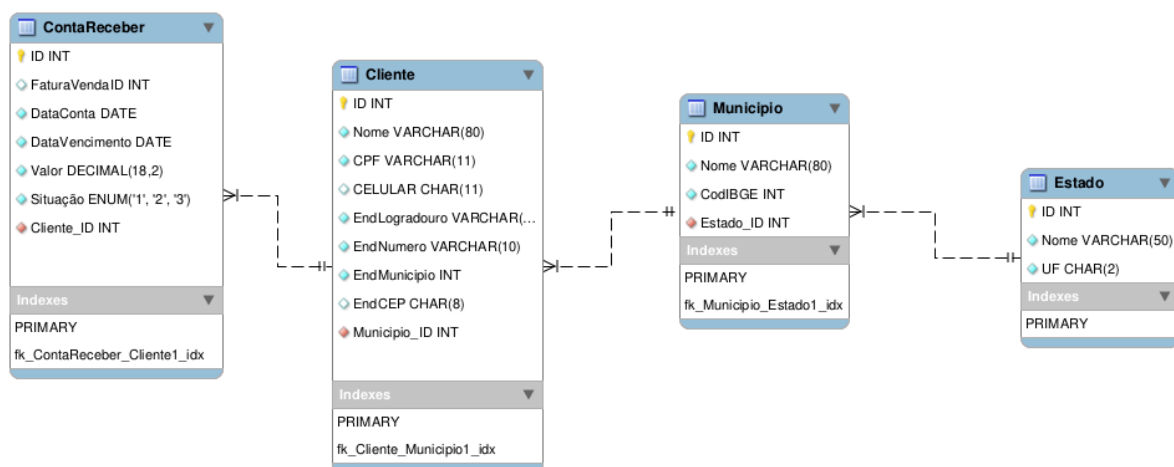 ContaReceber
ID INT
FaturaVendaID INT
DataConta DATE
DataVencimento DATE
Valor DECIMAL(18,2)
Situação ENUM('1', '2', '3')
Cliente_ID INT
Indexes
PRIMARY
fk_ContaReceber_Cliente1_idx
Cliente
ID INT
Nome VARCHAR(80)
CPF VARCHAR(11)
CELULAR CHAR(11)
EndLogradouro VARCHAR(...
EndNumero VARCHAR(10)
EndMunicipio INT
EndCEP CHAR(8)
Municipio_ID INT
Indexes
PRIMARY
fk_Cliente_Municipio1_idx
Municipio
ID INT
Nome VARCHAR(80)
CodIBGE INT
Estado_ID INT
Indexes
PRIMARY
fk_Municipio_Estado1_idx
Estado
ID INT
Nome VARCHAR(50)
UF CHAR(2)
Indexes
PRIMARY